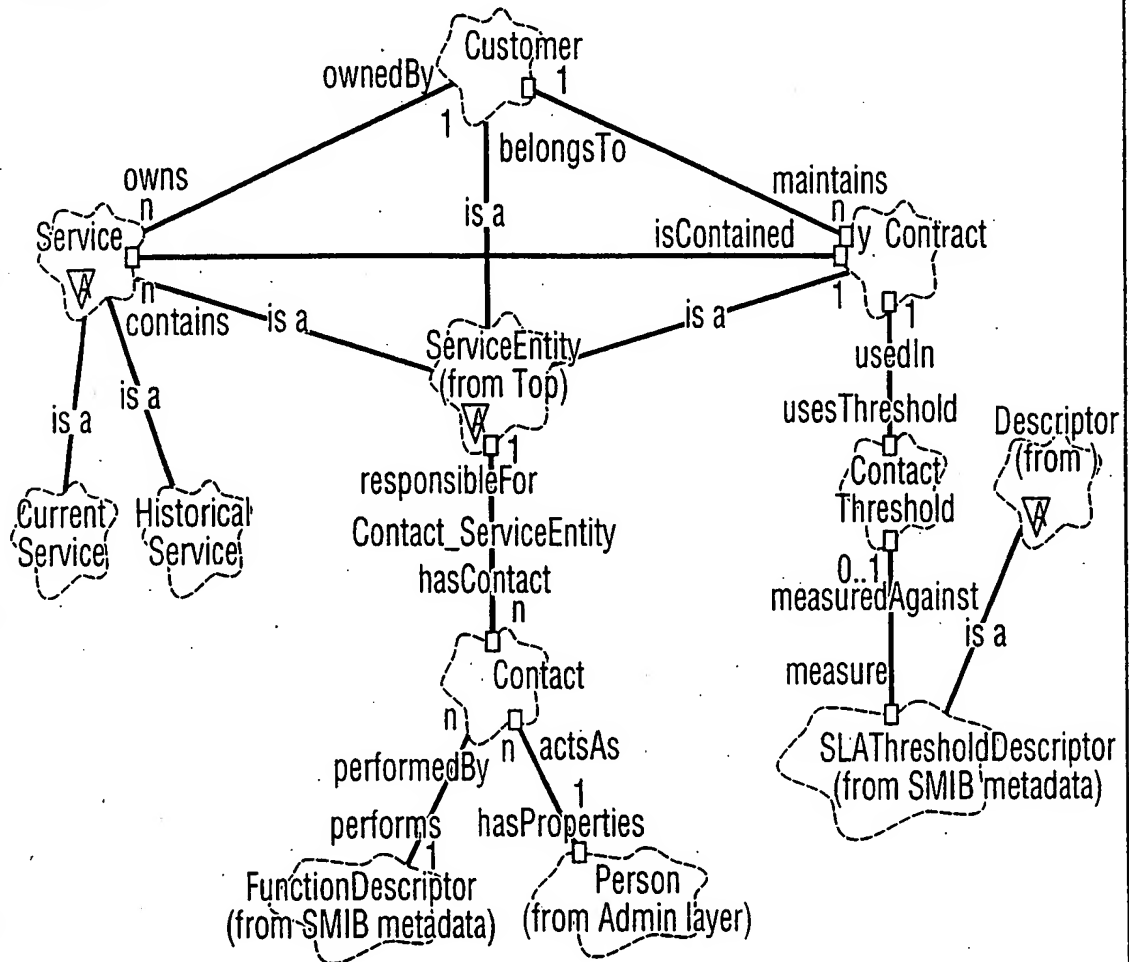 Customer
ownedBy
1
1
belongsTo
owns
n
maintains
n
is a
Service
isContained
y Contract
A
n
contains
is a
is a
1
1
ServiceEntity
(from Top)
A
usedIn
is a
is a
1
usesThreshold
Descriptor
(from )
A
responsibleFor
Contact
Threshold
Current
Service
Historical
Service
Contact_ServiceEntity
hasContact
n
0..1
measuredAgainst
is a
Contact
measure
n
n
actsAs
performedBy
SLAThresholdDescriptor
(from SMIB metadata)
1
performs
hasProperties
1
FunctionDescriptor
(from SMIB metadata)
Person
(from Admin layer)